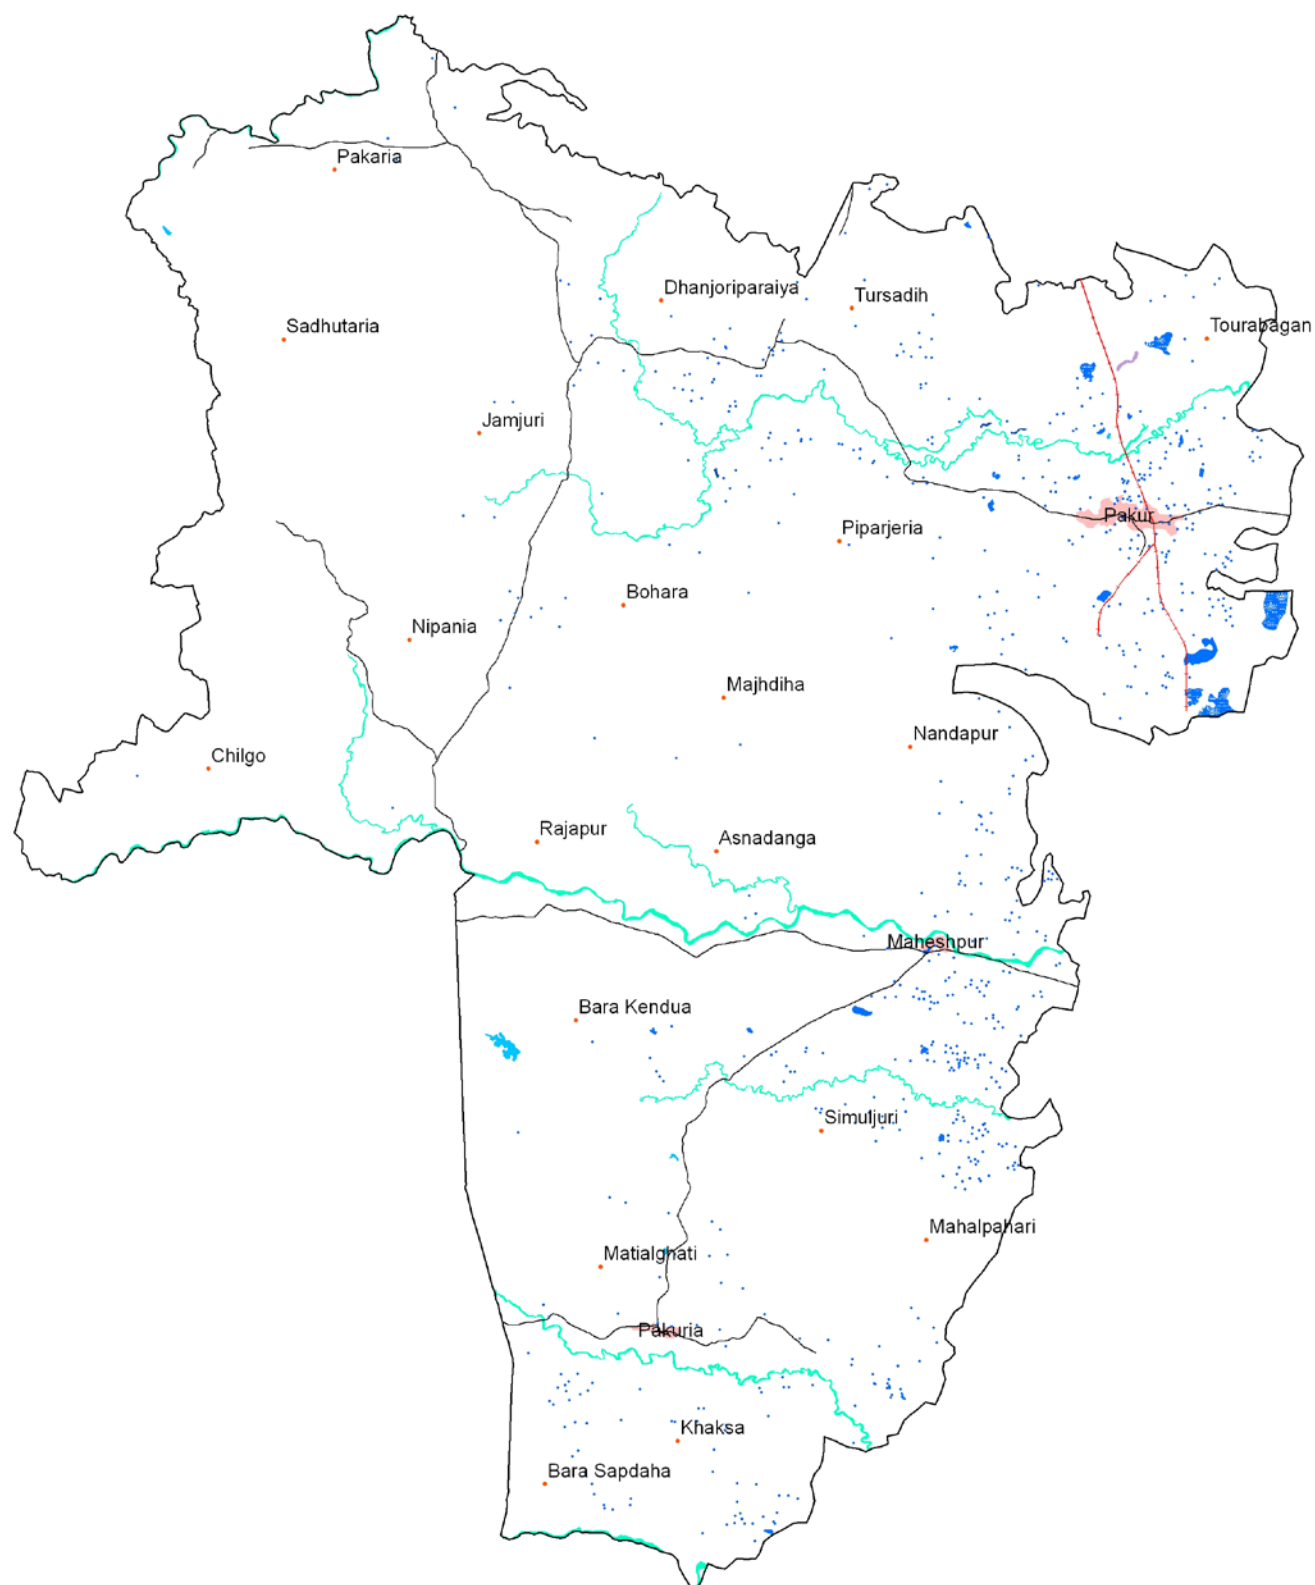 Pakaria
Dhanjoriparaiya
Tursadih
Sadhutaria
Tourabagan
Jamjuri
Pakur
Piparjeria
Bohara
Nipania
Majhdiha
Nandapur
Chilgo
Rajapur
Asnadanga
Maheshpur
Bara Kendua
Simuljuri
Mahalpahari
Matialghati
Pakuria
Khaksa
Bara Sapdaha